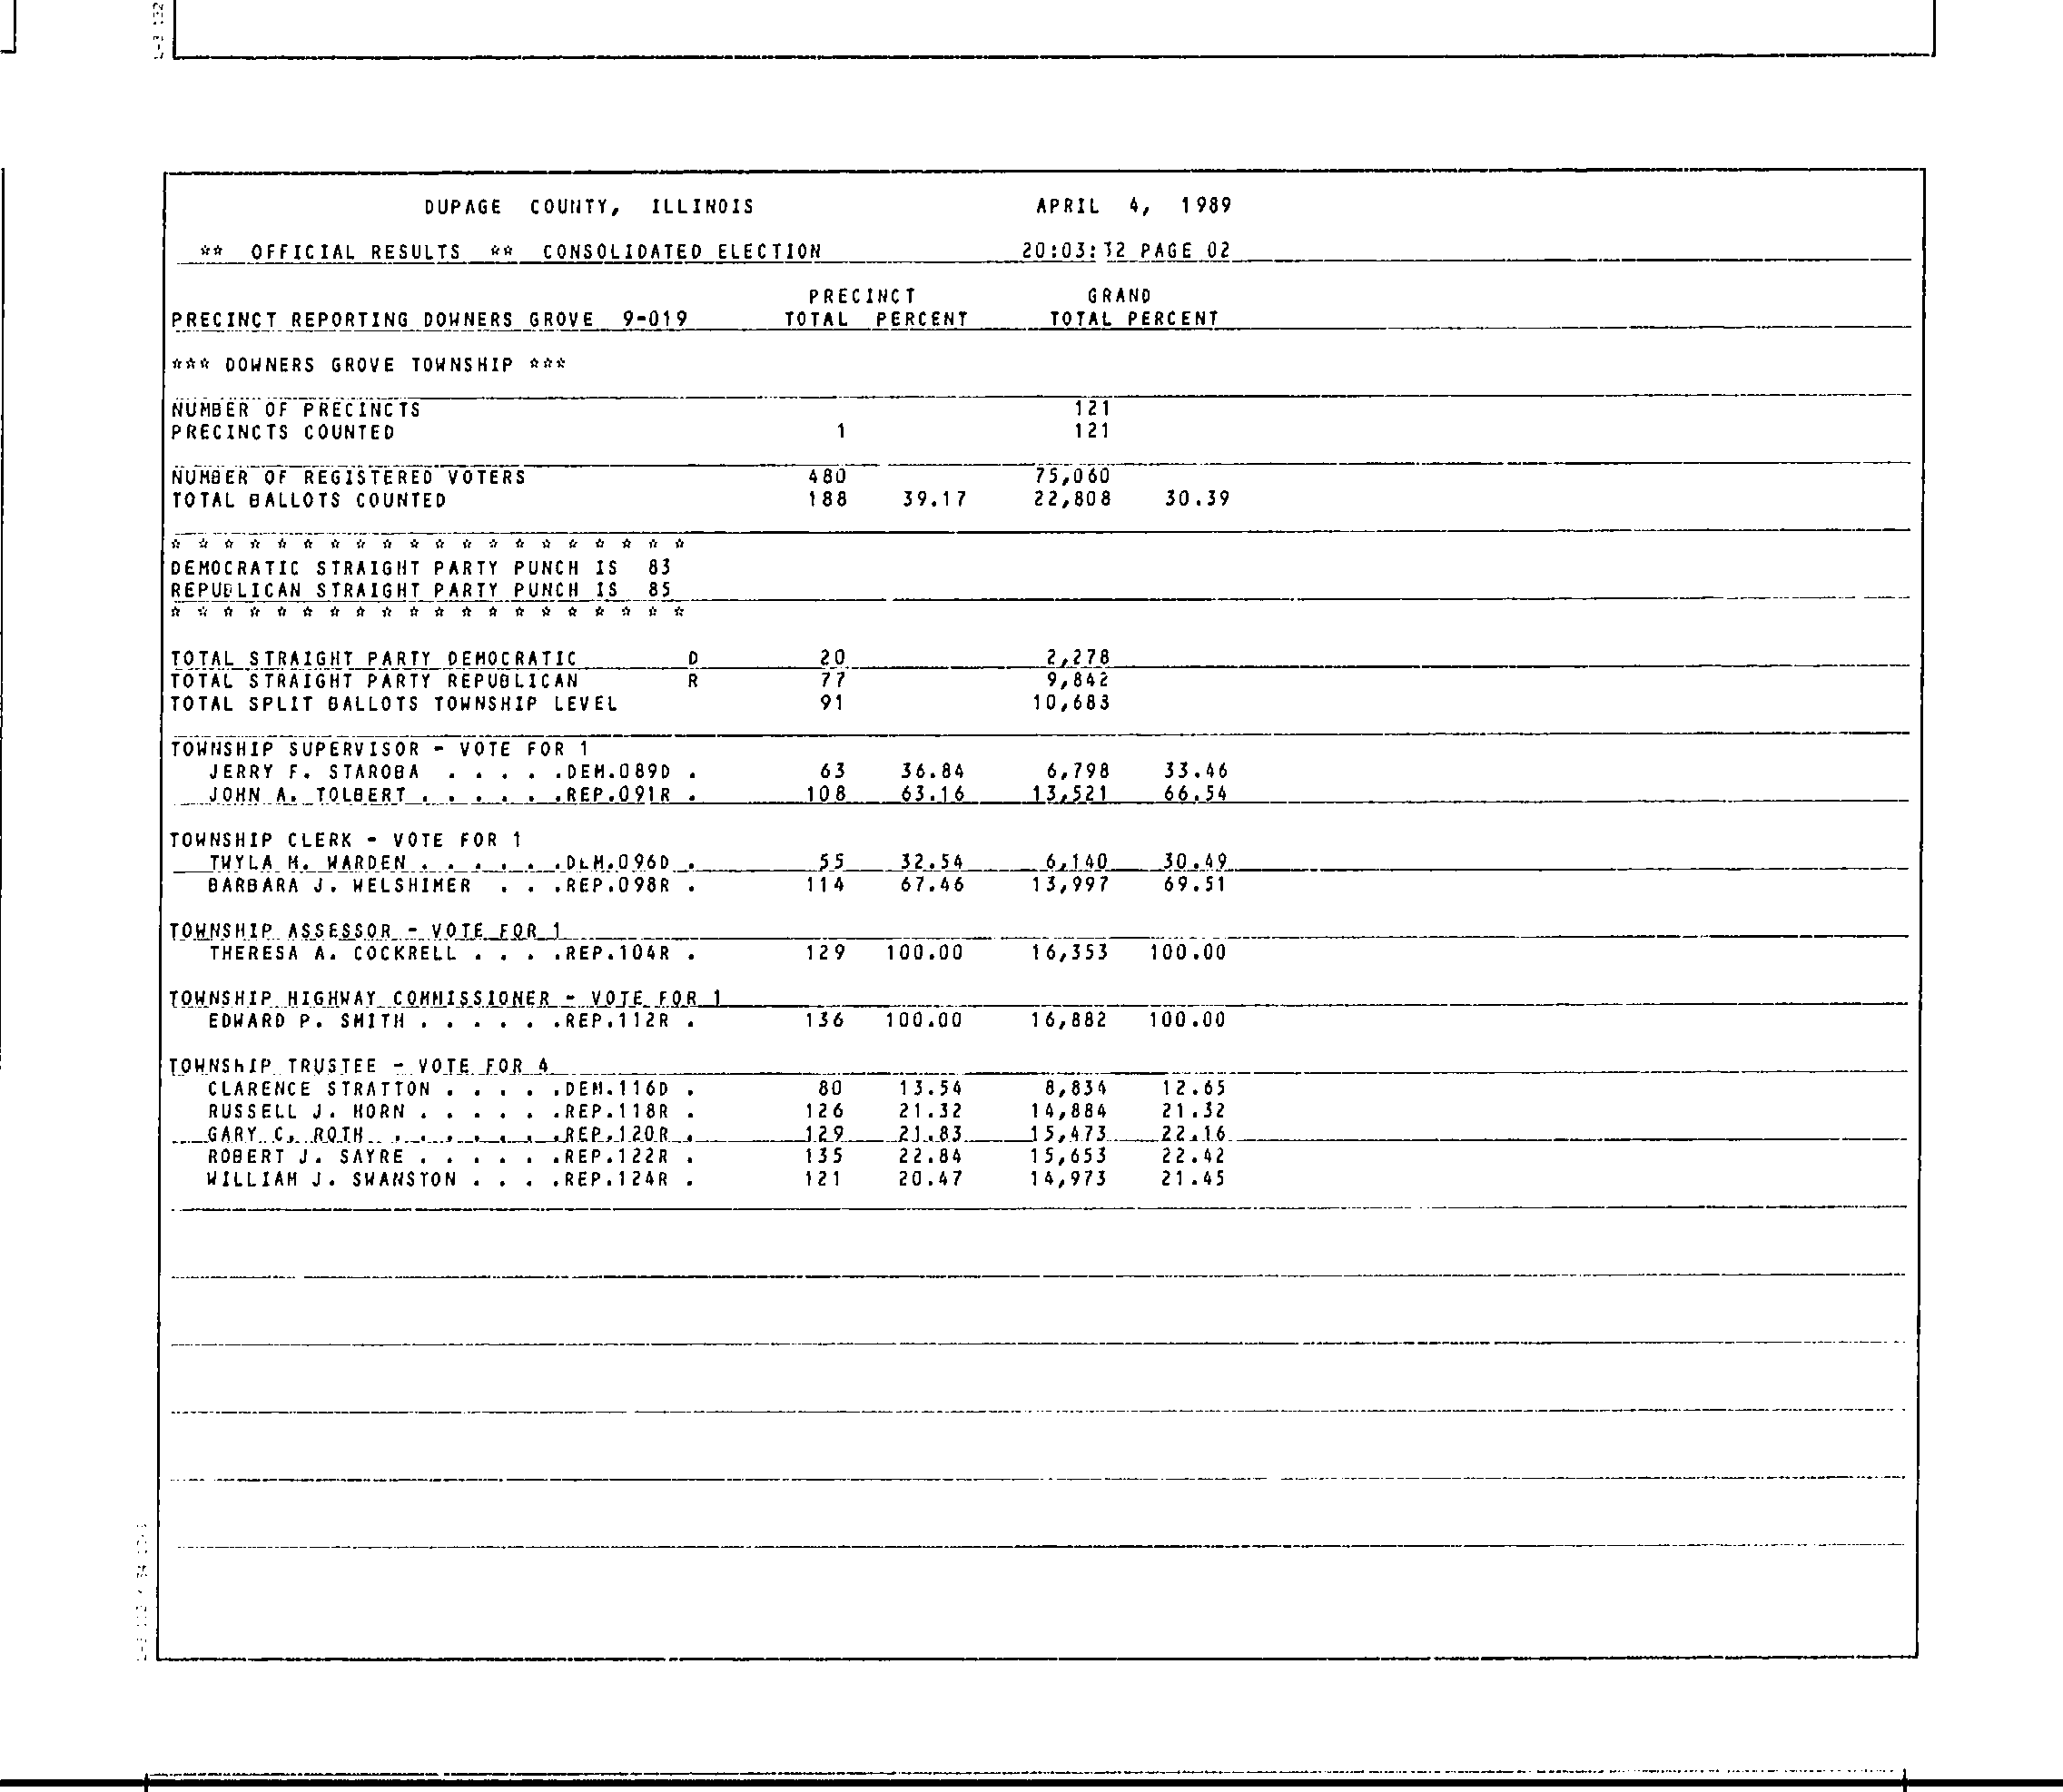 DUPAGE COUNTY, ILLINOIS APRIL 4, 1989
** OFFICIAL RESULTS ** CONSOLIDATED ELECTION PAGE 02
PRECINCT GRAND
PRECINCT REPORTING DOWNERS GROVE 9-019 TOTAL PERCENT TOTAL PERCENT
*** DOWNERS GROVE TOWNSHIP ***
NUMBER OF PRECINCTS 121
PRECINCTS COUNTED 1 121
NUMBER OF REGISTERED VOTERS 480 75,060
TOTAL BALLOTS COUNTED 188 39.17 22,808 30.39
* * * * * * * * * * * * * * * * * * * *
DEMOCRATIC STRAIGHT PARTY PUNCH IS 83
REPUBLICAN STRAIGHT PARTY PUNCH IS 85
* * * * * * * * * * * * * * * * * * * *
TOTAL STRAIGHT PARTY DEMOCRATIC D 20 2,278
TOTAL STRAIGHT PARTY REPUBLICAN R 77 9,842
TOTAL SPLIT BALLOTS TOWNSHIP LEVEL 91 10,683
TOWNSHIP SUPERVISOR - VOTE FOR 1
JERRY F. STAROBA . . . . .DEM.089D . 63 36.84 6,798 33.46
JOHN A. TOLBERT . . . . . .REP.091R . 108 63.16 13,521 66.54
TOWNSHIP CLERK - VOTE FOR 1
TWYLA M. WARDEN . . . . . .DEM.096D . 55 32.54 6,140 30.49
BARBARA J. WELSHIMER . . .REP.098R . 114 67.46 13,997 69.51
TOWNSHIP ASSESSOR - VOTE FOR 1
THERESA A. COCKRELL . . . .REP.104R . 129 100.00 16,353 100.00
TOWNSHIP HIGHWAY COMMISSIONER - VOTE FOR 1
EDWARD P. SMITH . . . . . .REP.112R . 136 100.00 16,882 100.00
TOWNSHIP TRUSTEE - VOTE FOR 4
CLARENCE STRATTON . . . . .DEM.116D . 80 13.54 8,834 12.65
RUSSELL J. HORN . . . . . .REP.118R . 126 21.32 14,884 21.32
GARY C. ROTH . . . . . . .REP.120R . 129 21.83 15,473 22.16
ROBERT J. SAYRE . . . . . .REP.122R . 135 22.84 15,653 22.42
WILLIAM J. SWANSTON . . . .REP.124R . 121 20.47 14,973 21.45